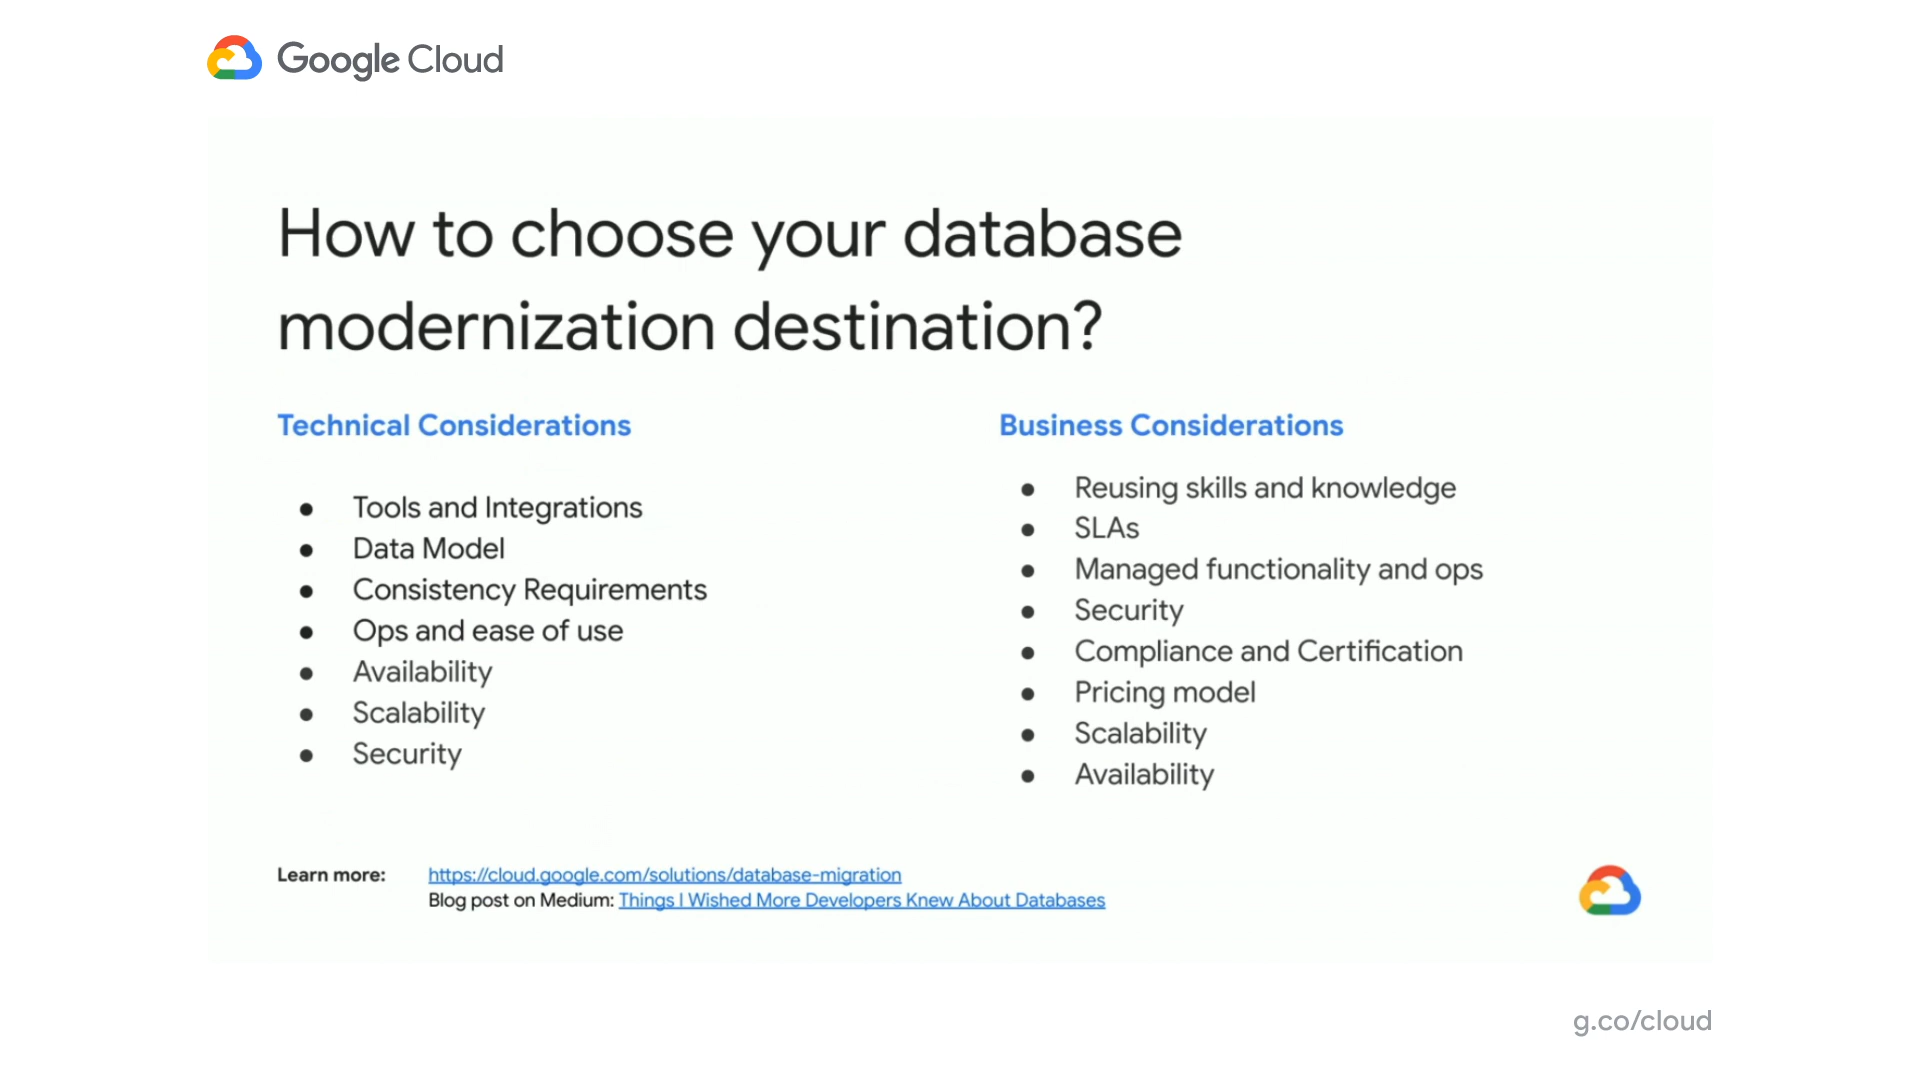 Google Cloud
How to choose your database
modernization destination?
Technical Considerations
● Tools and Integrations
● Data Model
● Consistency Requirements
● Ops and ease of use
● Availability
● Scalability
● Security
Business Considerations
● Reusing skills and knowledge
● SLAs
● Managed functionality and ops
● Security
● Compliance and Certification
● Pricing model
● Scalability
● Availability
Learn more: https://cloud.google.com/solutions/database-migration
Blog post on Medium: Things I Wished More Developers Knew About Databases
g.co/cloud